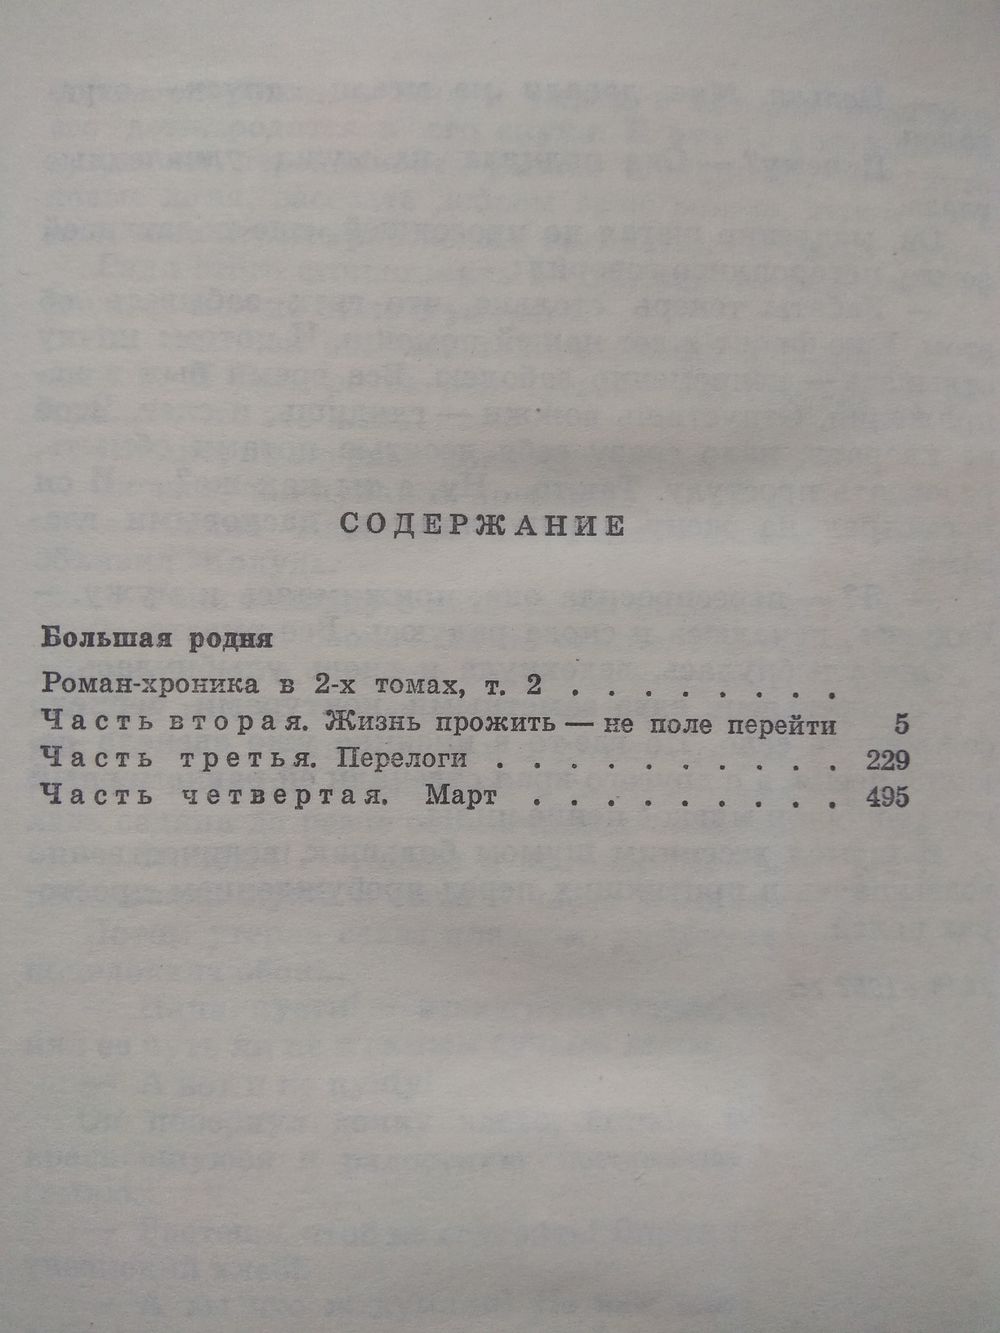 СОДЕРЖАНИЕ
Большая родня
Роман-хроника в 2-х томах, т. 2 . . . . . . . .
Часть вторая. Жизнь прожить — не поле перейти 5
Часть третья. Перелоги . . . . . . . . . . 229
Часть четвертая. Март . . . . . . . . . 495